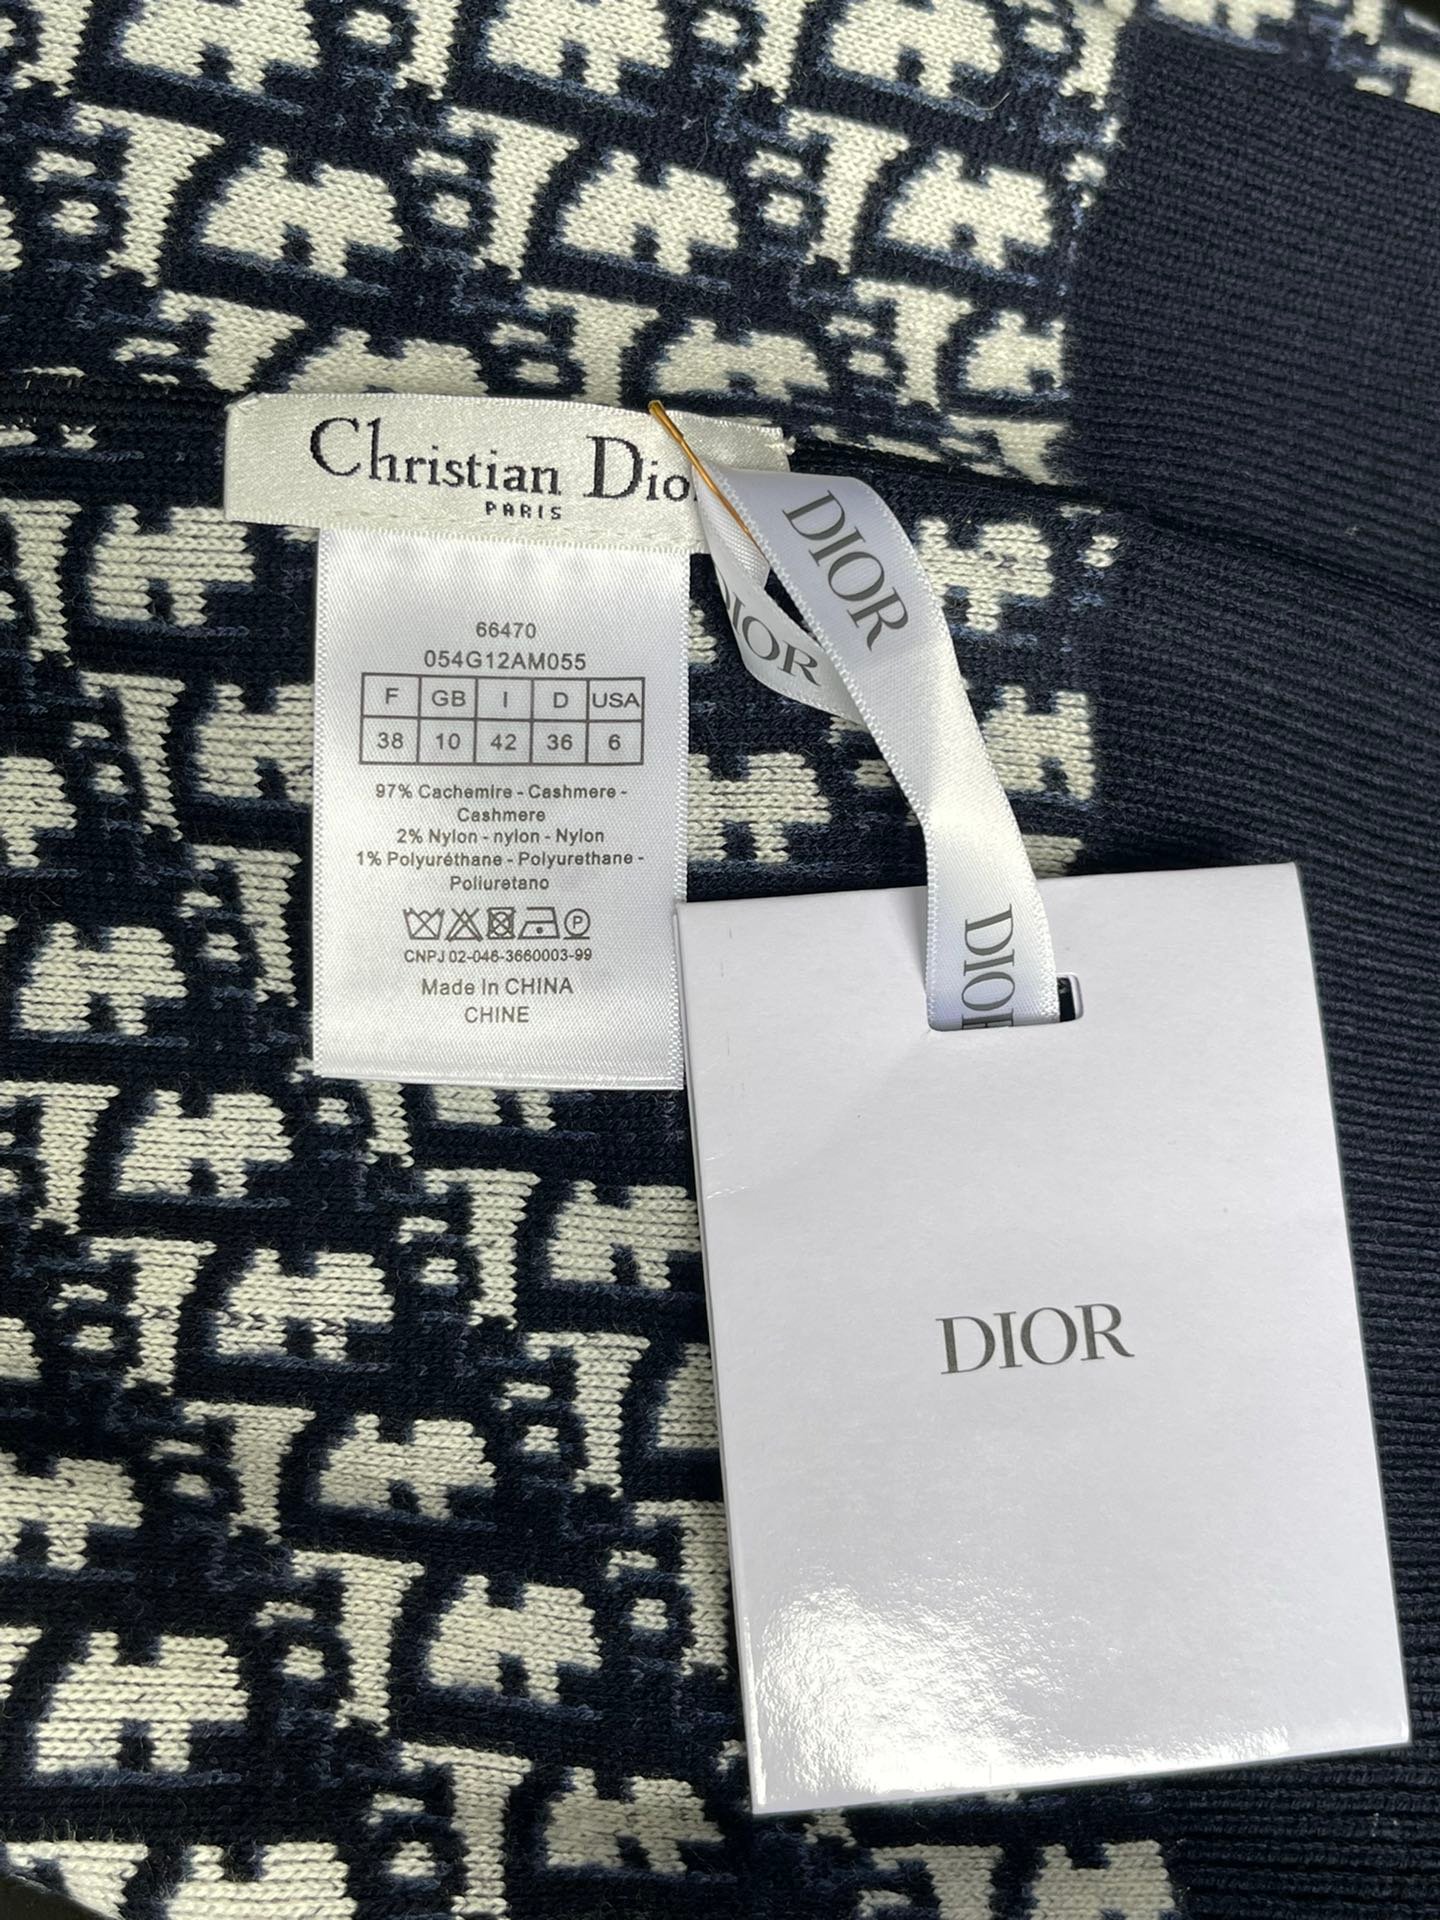 Christian Dio
PARIS
DIOR
DIOR
66470
054G12AM055
F GB I D USA
38 10 42 36 6
97% Cachemire - Cashmere -
Cashmere
2% Nylon - nylon - Nylon
1% Polyuréthane - Polyurethane -
Poliuretano
P
CNPJ 02-046-3660003-99
Made In CHINA
CHINE
DIOR
DIOR